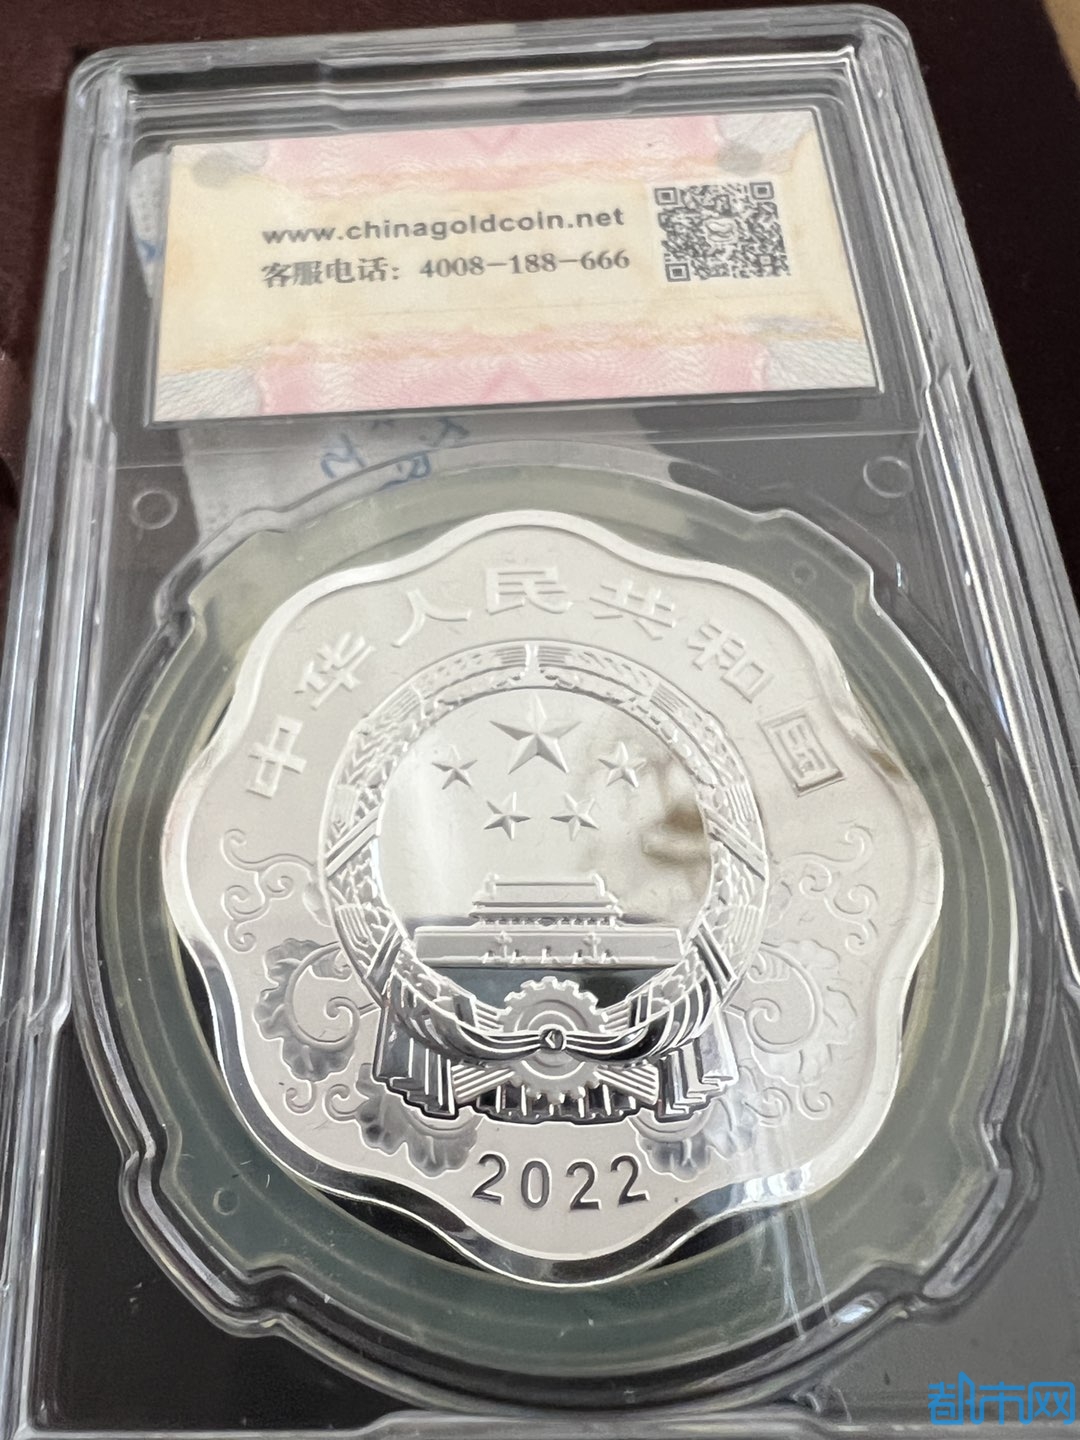 www.chinagoldcoin.net
客服电话：4008-188-666
中华人民共和国
2022
都市网